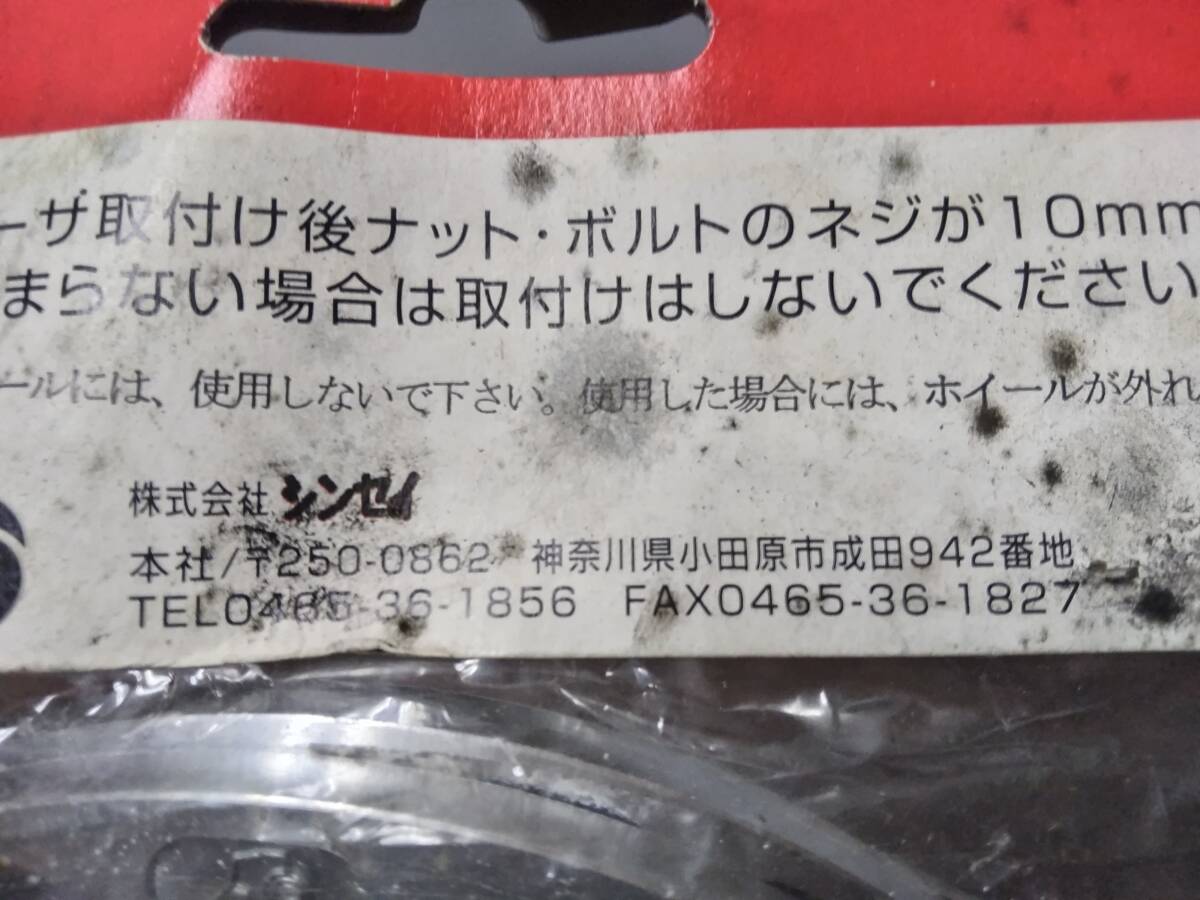 ーサ取付け後ナット・ボルトのネジが10mm
まらない場合は取付けはしないでください
ールには、使用しないで下さい。使用した場合には、ホイールが外れ
株式会社 シンセイ
本社/〒250-0862 神奈川県小田原市成田942番地
TEL0465-36-1856 FAX0465-36-1827